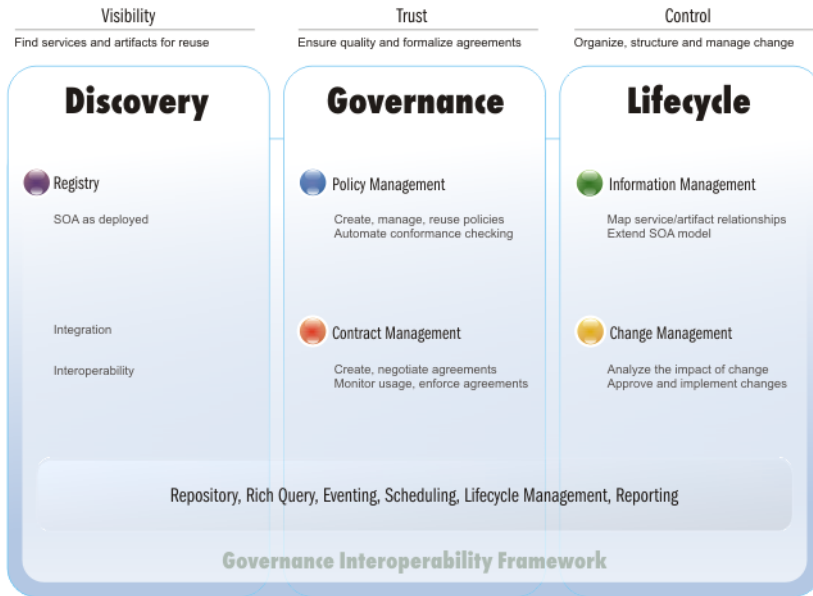 Visibility
Find services and artifacts for reuse
Trust
Ensure quality and formalize agreements
Control
Organize, structure and manage change
Discovery
Registry
SOA as deployed
Integration
Interoperability
Governance
Policy Management
Create, manage, reuse policies
Automate conformance checking
Contract Management
Create, negotiate agreements
Monitor usage, enforce agreements
Lifecycle
Information Management
Map service/artifact relationships
Extend SOA model
Change Management
Analyze the impact of change
Approve and implement changes
Repository, Rich Query, Eventing, Scheduling, Lifecycle Management, Reporting
Governance Interoperability Framework